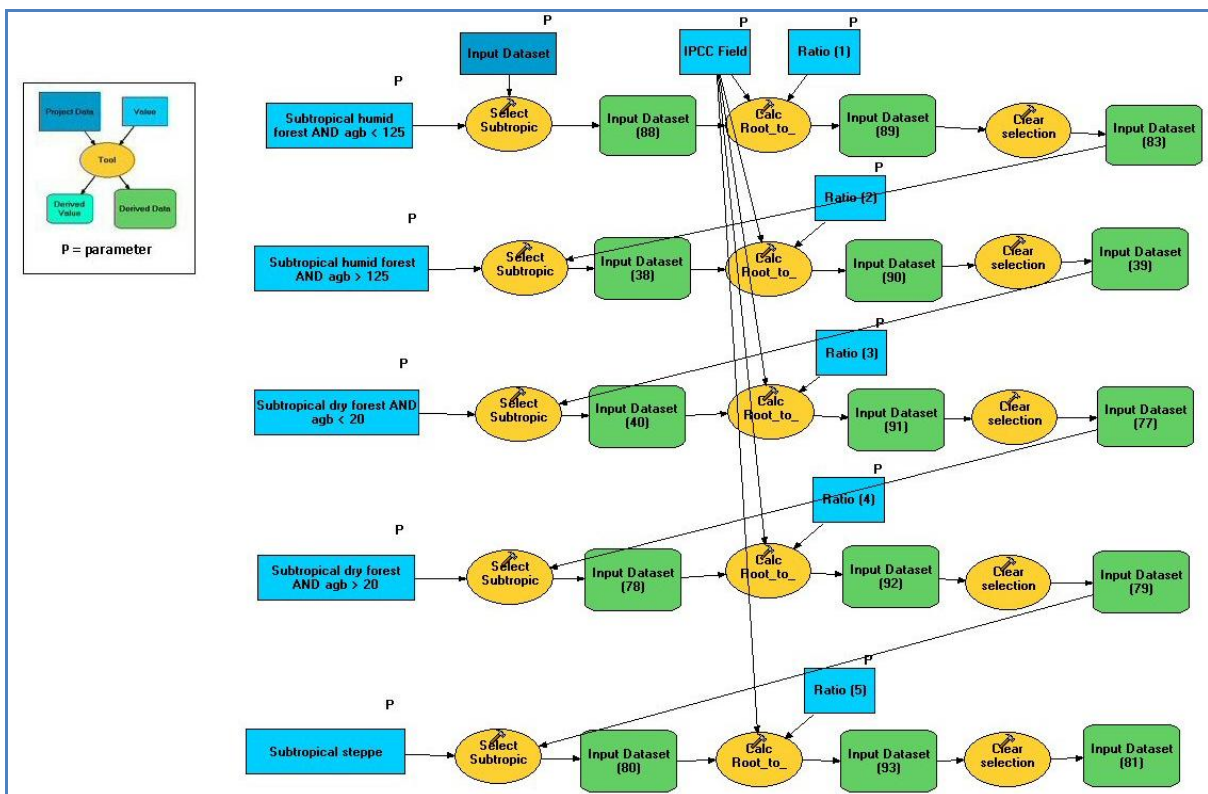 P
P
P
Input Dataset
IPCC Field
Ratio (1)
Project Data
Value
Tool
Derived
Value
Derived Data
P = parameter
P
Subtropical humid
forest AND agb < 125
Select
Subtropic
Input Dataset
(88)
Calc
Root_to_
Input Dataset
(89)
Clear
selection
Input Dataset
(83)
P
Ratio (2)
P
Subtropical humid forest
AND agb > 125
Select
Subtropic
Input Dataset
(38)
Calc
Root_to_
Input Dataset
(90)
Clear
selection
Input Dataset
(39)
P
Ratio (3)
P
Subtropical dry forest AND
agb < 20
Select
Subtropic
Input Dataset
(40)
Calc
Root_to_
Input Dataset
(91)
Clear
selection
Input Dataset
(77)
P
Ratio (4)
P
Subtropical dry forest
AND agb > 20
Select
Subtropic
Input Dataset
(78)
Calc
Root_to_
Input Dataset
(92)
Clear
selection
Input Dataset
(79)
P
Ratio (5)
P
Subtropical steppe
Select
Subtropic
Input Dataset
(80)
Calc
Root_to_
Input Dataset
(93)
Clear
selection
Input Dataset
(81)